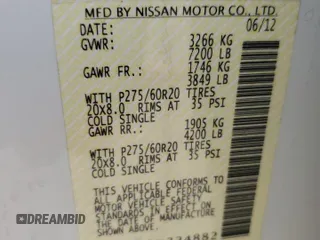 MFD BY NISSAN MOTOR CO., LTD.
DATE: 06/12
GVWR: 3266 KG
7200 LB
GAWR FR.: 1746 KG
3849 LB
WITH P275/60R20 TIRES
20x8.0 RIMS AT 35 PSI
COLD SINGLE
GAWR RR.: 1905 KG
4200 LB
WITH P275/60R20 TIRES
20x8.0 RIMS AT 35 PSI
COLD SINGLE
THIS VEHICLE CONFORMS TO
ALL APPLICABLE FEDERAL
MOTOR VEHICLE SAFETY
STANDARDS IN EFFECT ON
THE DATE OF MANUFACTURE
SHOWN ABOVE.
DREAMBID